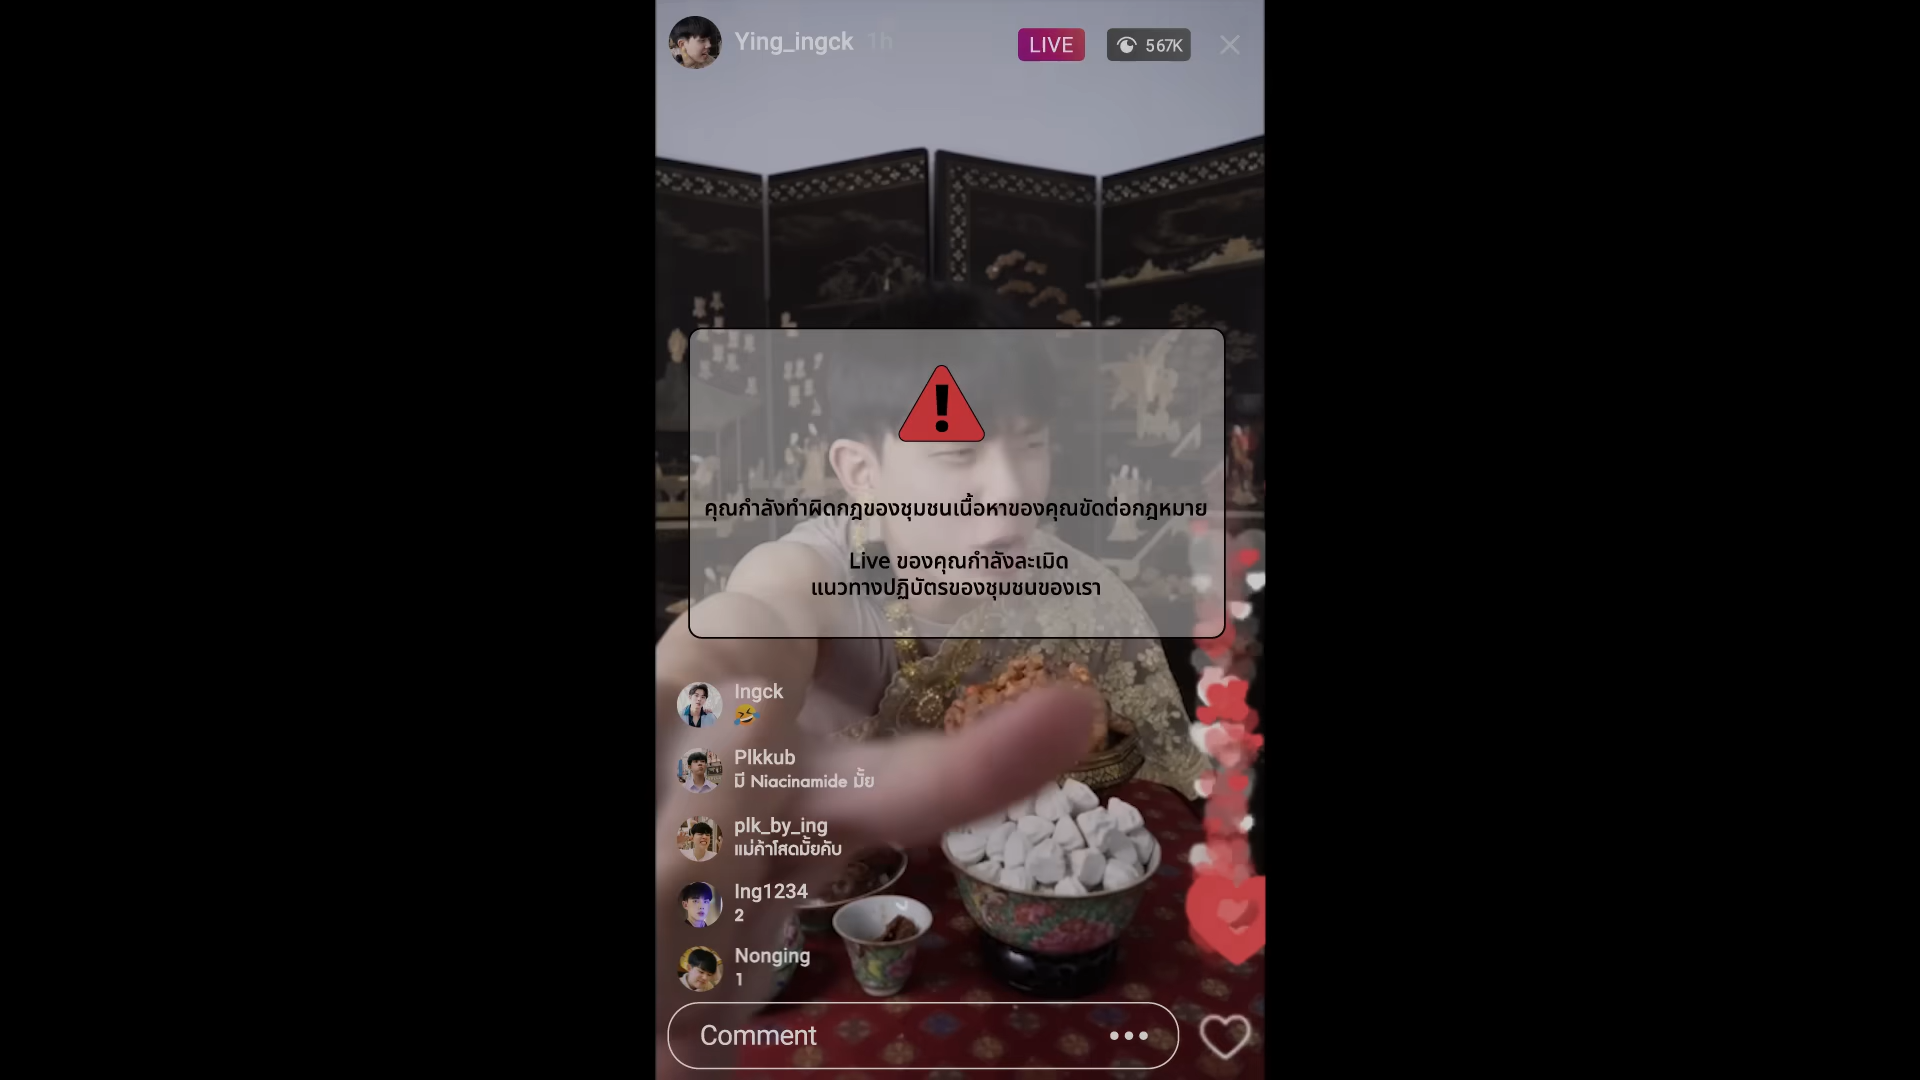 Ying_ingck 1h
LIVE
567K
คุณกำลังทำผิดกฎของชุมชนเนื้อหาของคุณขัดต่อกฎหมาย
Live ของคุณกำลังละเมิด
แนวทางปฏิบัตรของชุมชนของเรา
Ingck
Plkkub
มี Niacinamide มั้ย
plk_by_ing
แม่ค้าโสดมั้ยคับ
Ing1234
2
Nonging
1
Comment